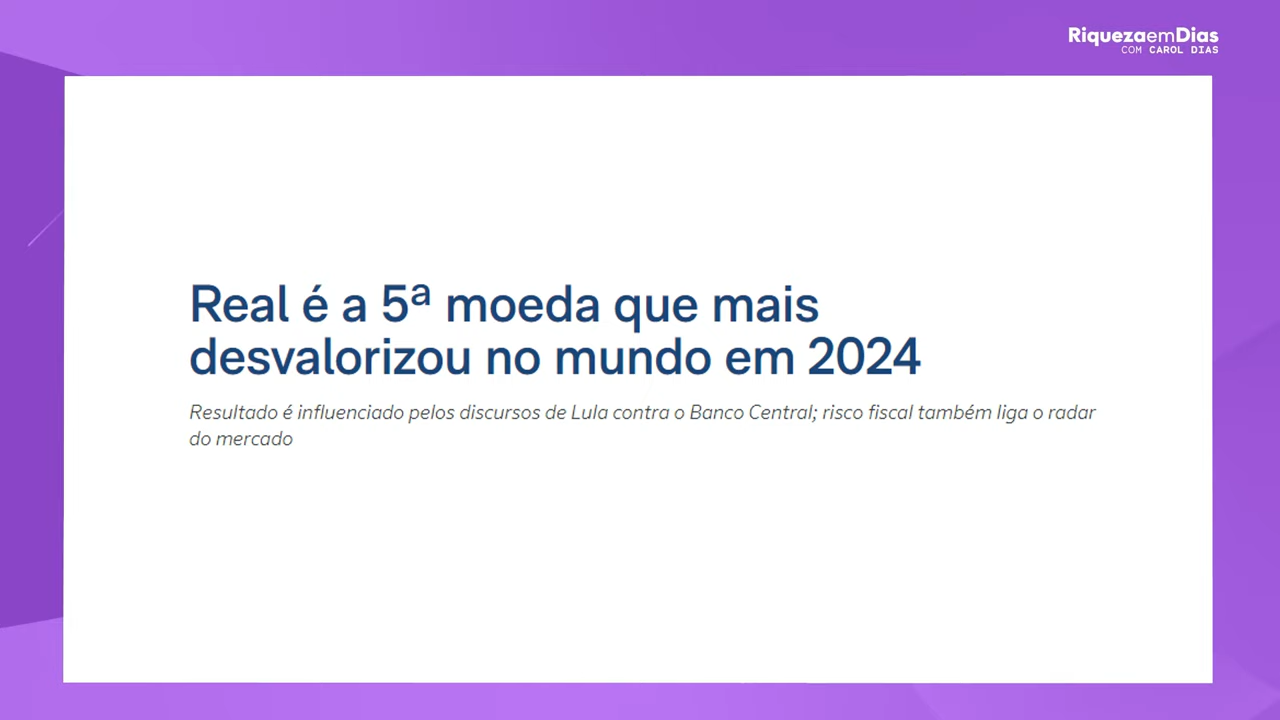 RiquezaemDias
COM CAROL DIAS
Real é a 5ª moeda que mais
desvalorizou no mundo em 2024
Resultado é influenciado pelos discursos de Lula contra o Banco Central; risco fiscal também liga o radar
do mercado